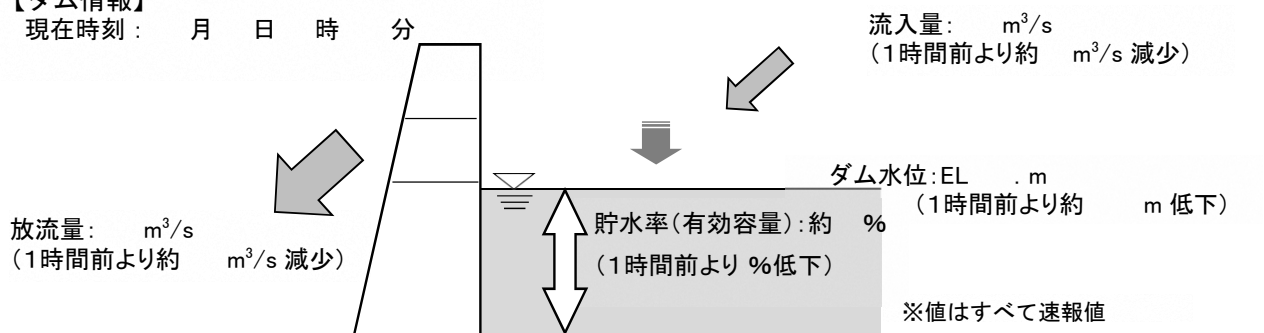 【ダム情報】
現在時刻： 月 日 時 分
流入量： m³/s
（1時間前より約 m³/s 減少）
ダム水位：EL . m
（1時間前より約 m 低下）
放流量： m³/s
（1時間前より約 m³/s 減少）
貯水率（有効容量）：約 %
（1時間前より %低下）
※値はすべて速報値